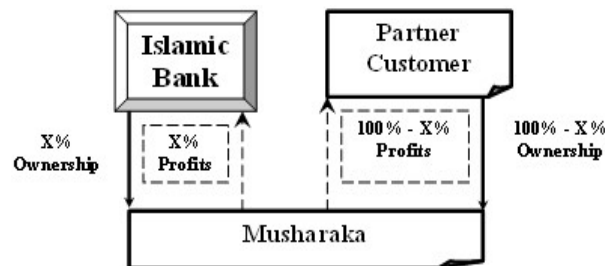 Islamic
Bank
Partner
Customer
X%
Ownership
X%
Profits
100% - X%
Profits
100% - X%
Ownership
Musharaka